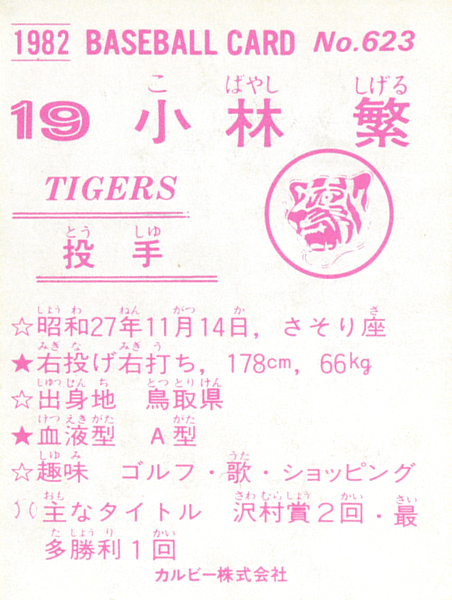 1982 BASEBALL CARD No.623
こ ばやし しげる
19 小林 繁
TIGERS
とう しゅ
投手
しょう わ ねん がつ か ざ
☆昭和27年11月14日, さそり座
みぎ な みぎ う
★右投げ右打ち, 178cm, 66kg
しゅっしん ち とっ とり けん
☆出身地 鳥取県
けつ えき がた がた
★血液型 A型
しゅ み うた
☆趣味 ゴルフ・歌・ショッピング
おも さわ むら しょう かい さい
主なタイトル 沢村賞2回・最
た しょう り かい
多勝利1回
カルビー株式会社